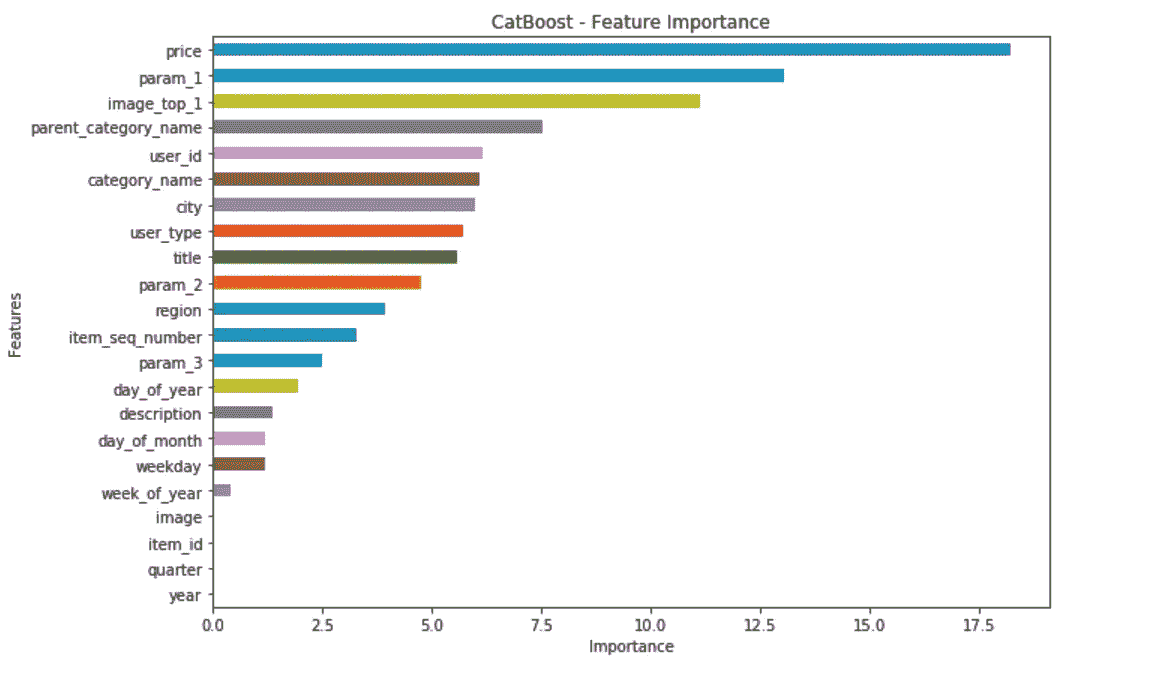 CatBoost - Feature Importance
price
param_1
image_top_1
parent_category_name
user_id
category_name
city
user_type
title
param_2
region
item_seq_number
param_3
day_of_year
description
day_of_month
weekday
week_of_year
image
item_id
quarter
year
Features
0.0 2.5 5.0 7.5 10.0 12.5 15.0 17.5
Importance